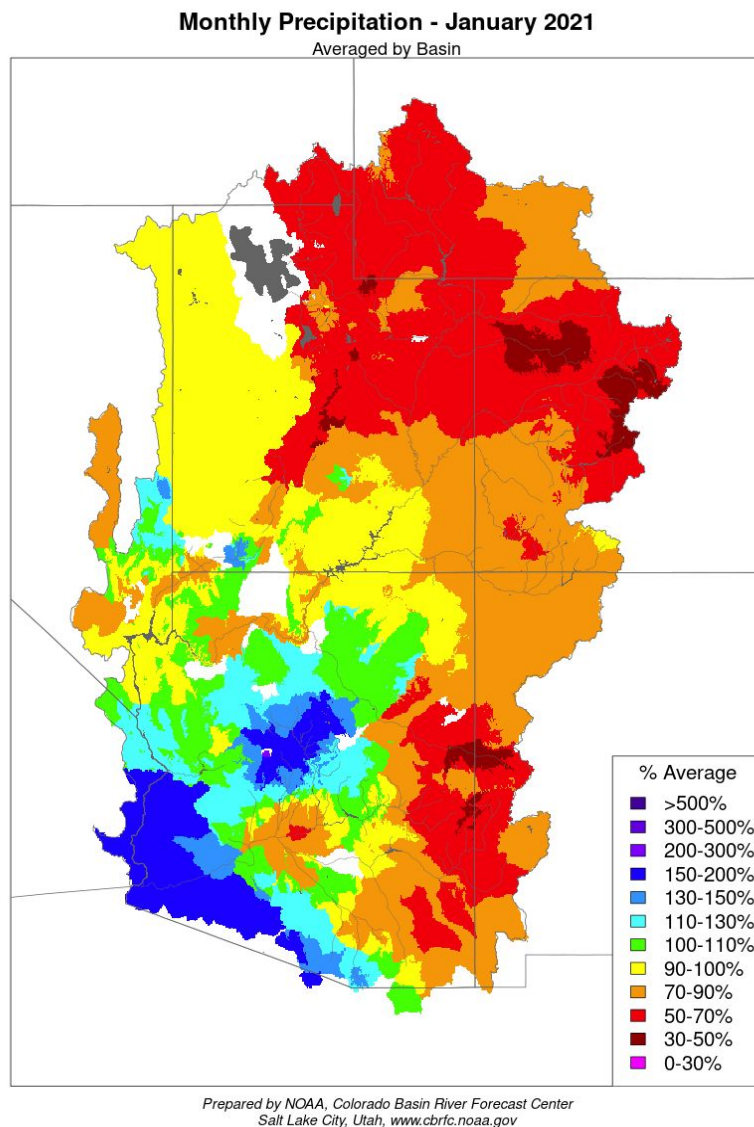 Monthly Precipitation - January 2021
Averaged by Basin
% Average
>500%
300-500%
200-300%
150-200%
130-150%
110-130%
100-110%
90-100%
70-90%
50-70%
30-50%
0-30%
Prepared by NOAA, Colorado Basin River Forecast Center
Salt Lake City, Utah, www.cbrfc.noaa.gov